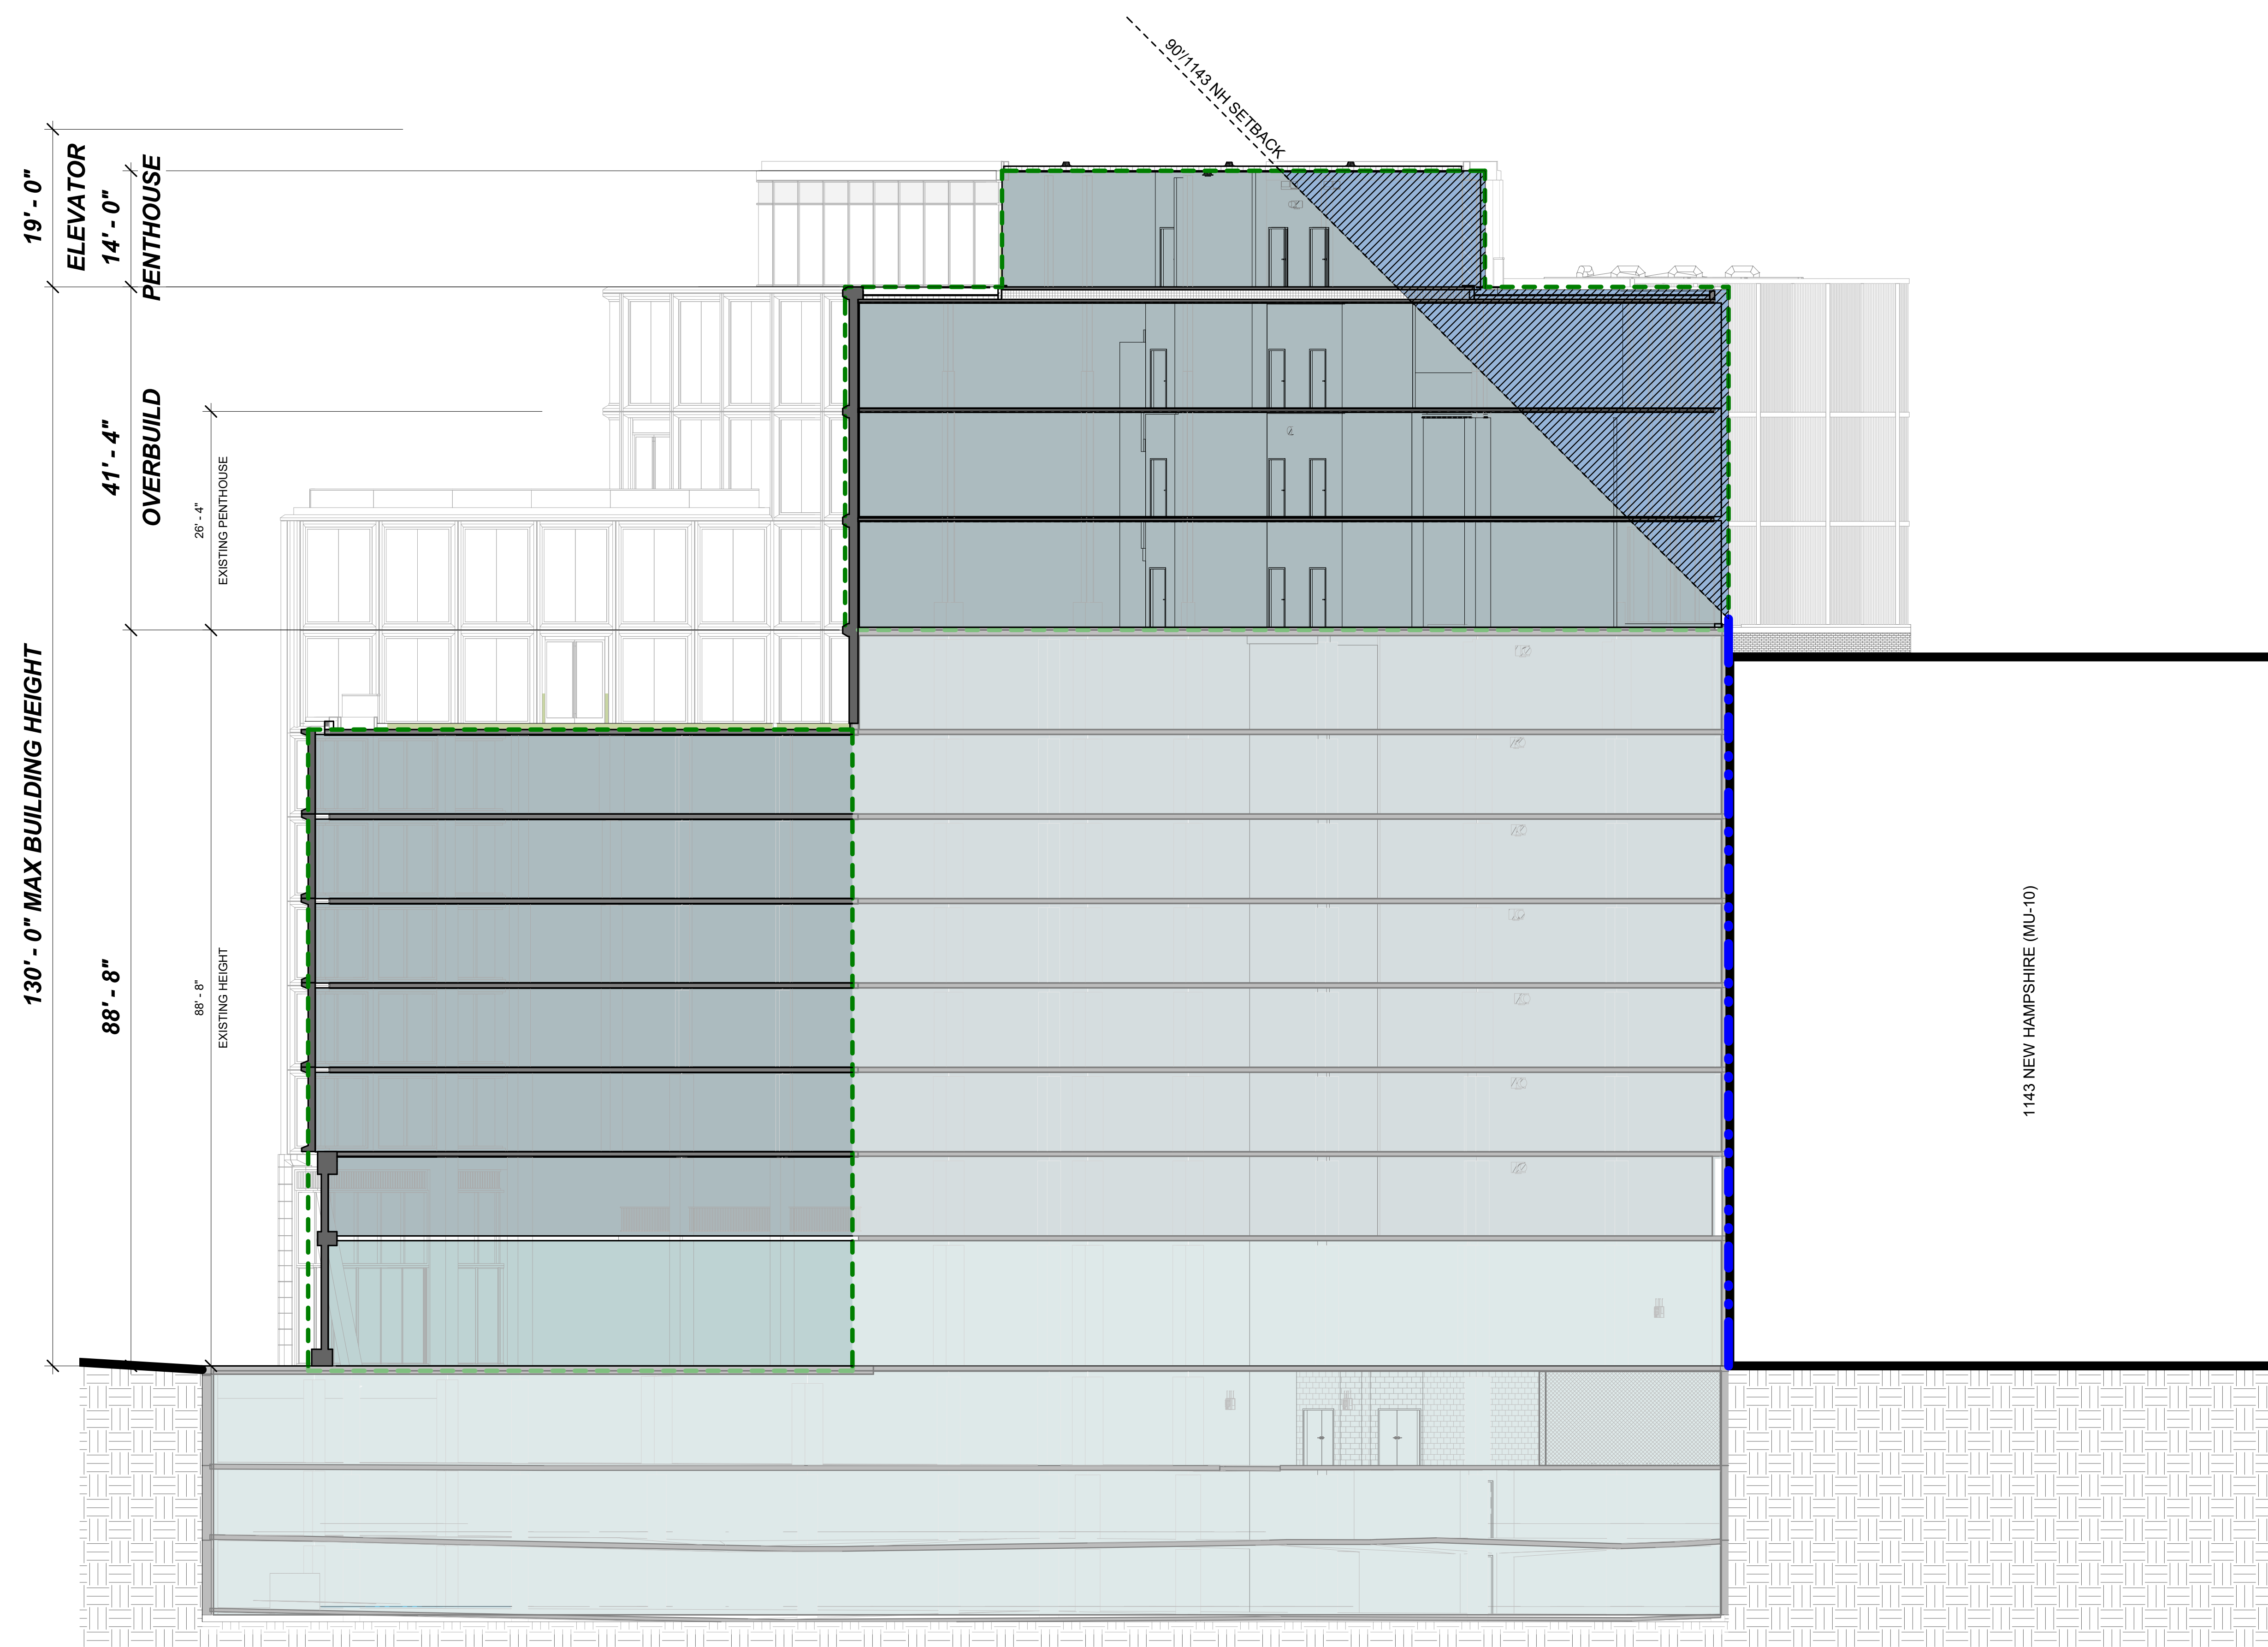 90'/1143 NH SETBACK
19' - 0"
ELEVATOR
14' - 0"
PENTHOUSE
41' - 4"
OVERBUILD
26' - 4"
EXISTING PENTHOUSE
130' - 0" MAX BUILDING HEIGHT
88' - 8"
88' - 8"
EXISTING HEIGHT
1143 NEW HAMPSHIRE (MU-10)